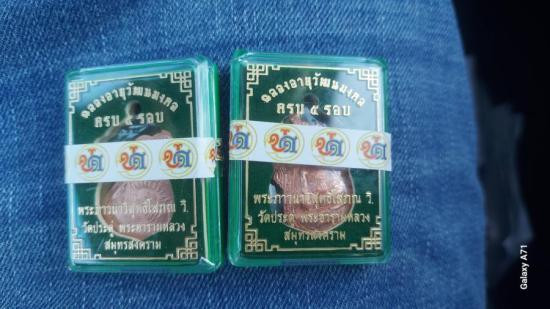 ฉลองอายุวัฒนมงคล
ครบ ๕ รอบ
พระภาวนาวิสุทธิโสภณ วิ.
วัดประดู่ พระอารามหลวง
สมุทรสงคราม
ฉลองอายุวัฒนมงคล
ครบ ๕ รอบ
พระภาวนาวิสุทธิโสภณ วิ.
วัดประดู่ พระอารามหลวง
สมุทรสงคราม
Galaxy A71